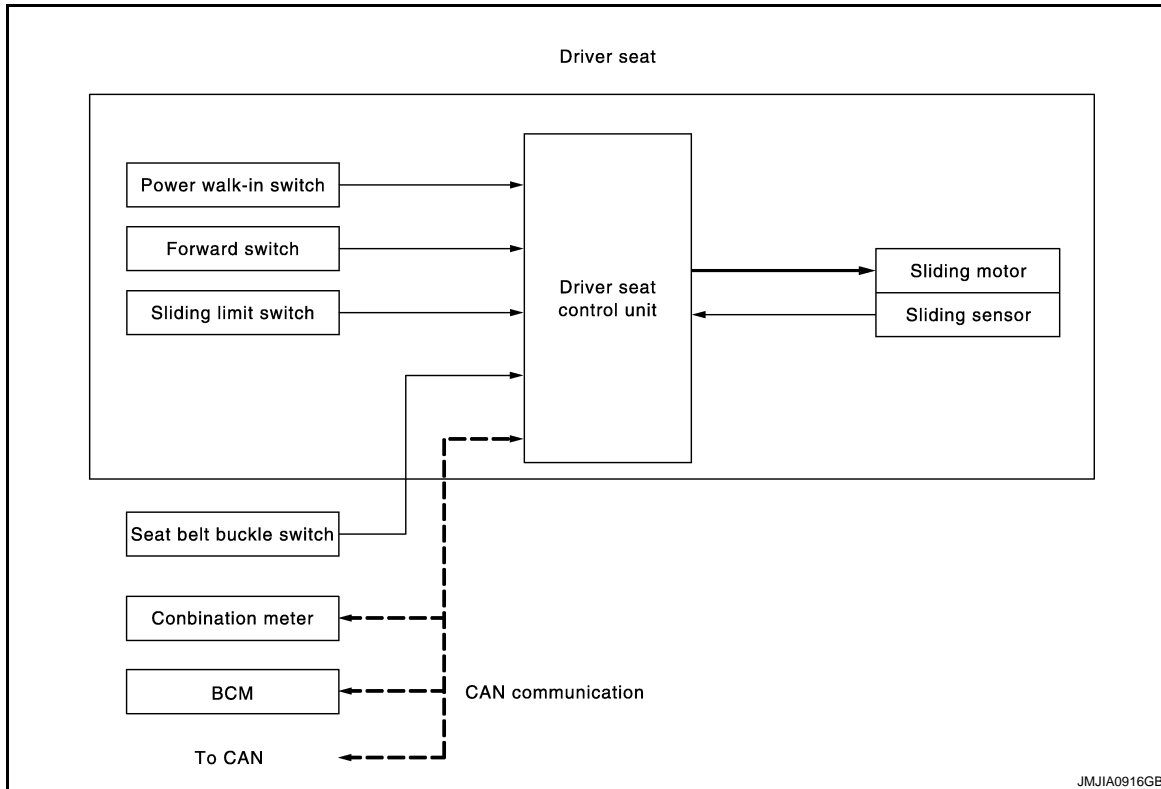 Driver seat
Power walk-in switch
Forward switch
Sliding limit switch
Driver seat
control unit
Sliding motor
Sliding sensor
Seat belt buckle switch
Conbination meter
BCM
CAN communication
To CAN
JMJIA0916GB